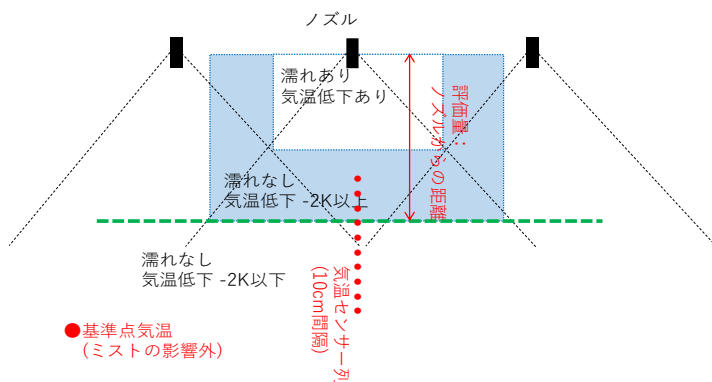 ノズル
濡れあり
気温低下あり
評価量：
ノズルからの距離
濡れなし
気温低下 -2K以上
濡れなし
気温低下 -2K以下
気温センサー列
(10cm間隔)
基準点気温
(ミストの影響外)